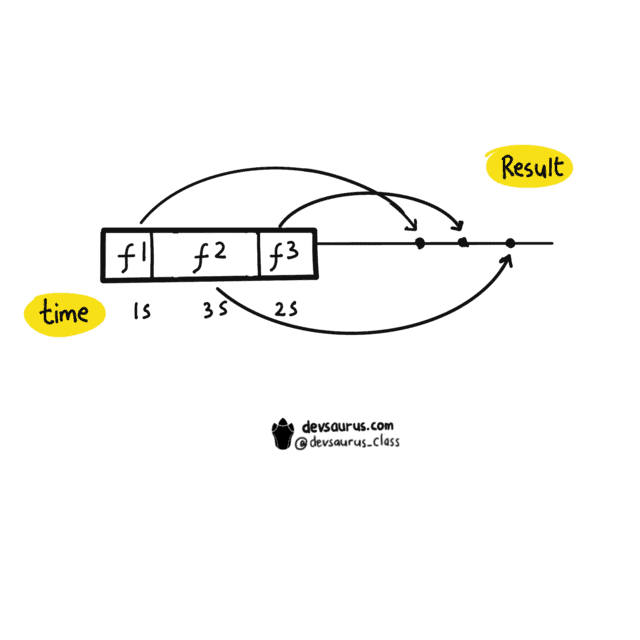 Result
f1 f2 f3
time 1s 3s 2s
devsaurus.com
@devsaurus_class